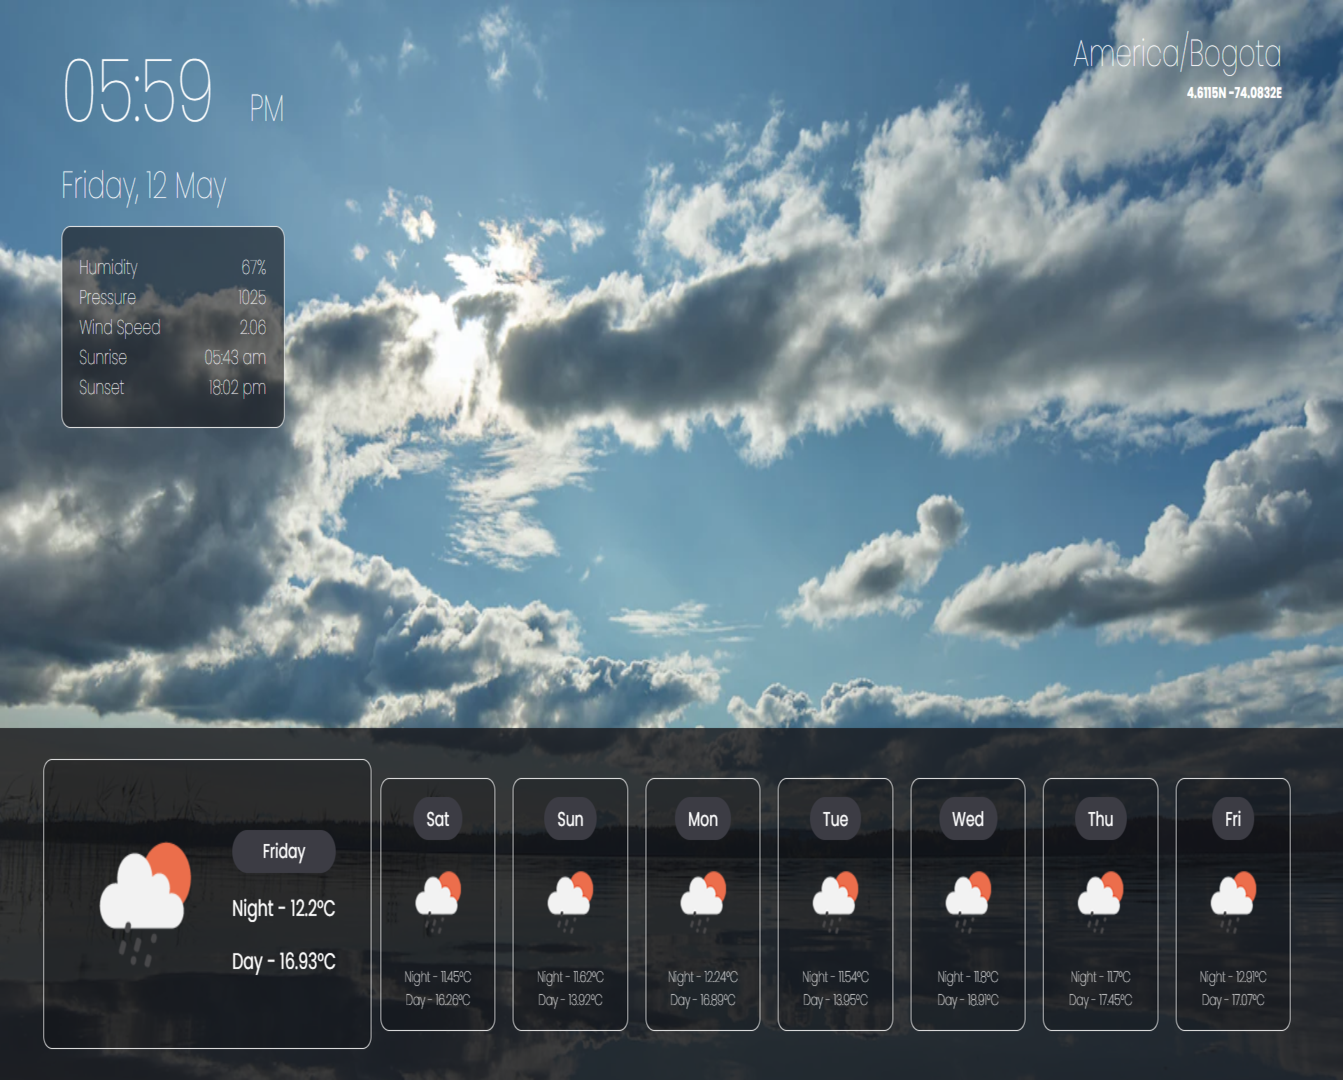 05:59 PM
America/Bogota
4.6115N -74.0832E
Friday, 12 May
Humidity 67%
Pressure 1025
Wind Speed 2.06
Sunrise 05:43 am
Sunset 18:02 pm
Friday
Night - 12.2°C
Day - 16.93°C
Sat
Night - 11.45°C
Day - 16.26°C
Sun
Night - 11.62°C
Day - 13.92°C
Mon
Night - 12.24°C
Day - 16.89°C
Tue
Night - 11.54°C
Day - 13.95°C
Wed
Night - 11.8°C
Day - 18.91°C
Thu
Night - 11.7°C
Day - 17.45°C
Fri
Night - 12.91°C
Day - 17.07°C